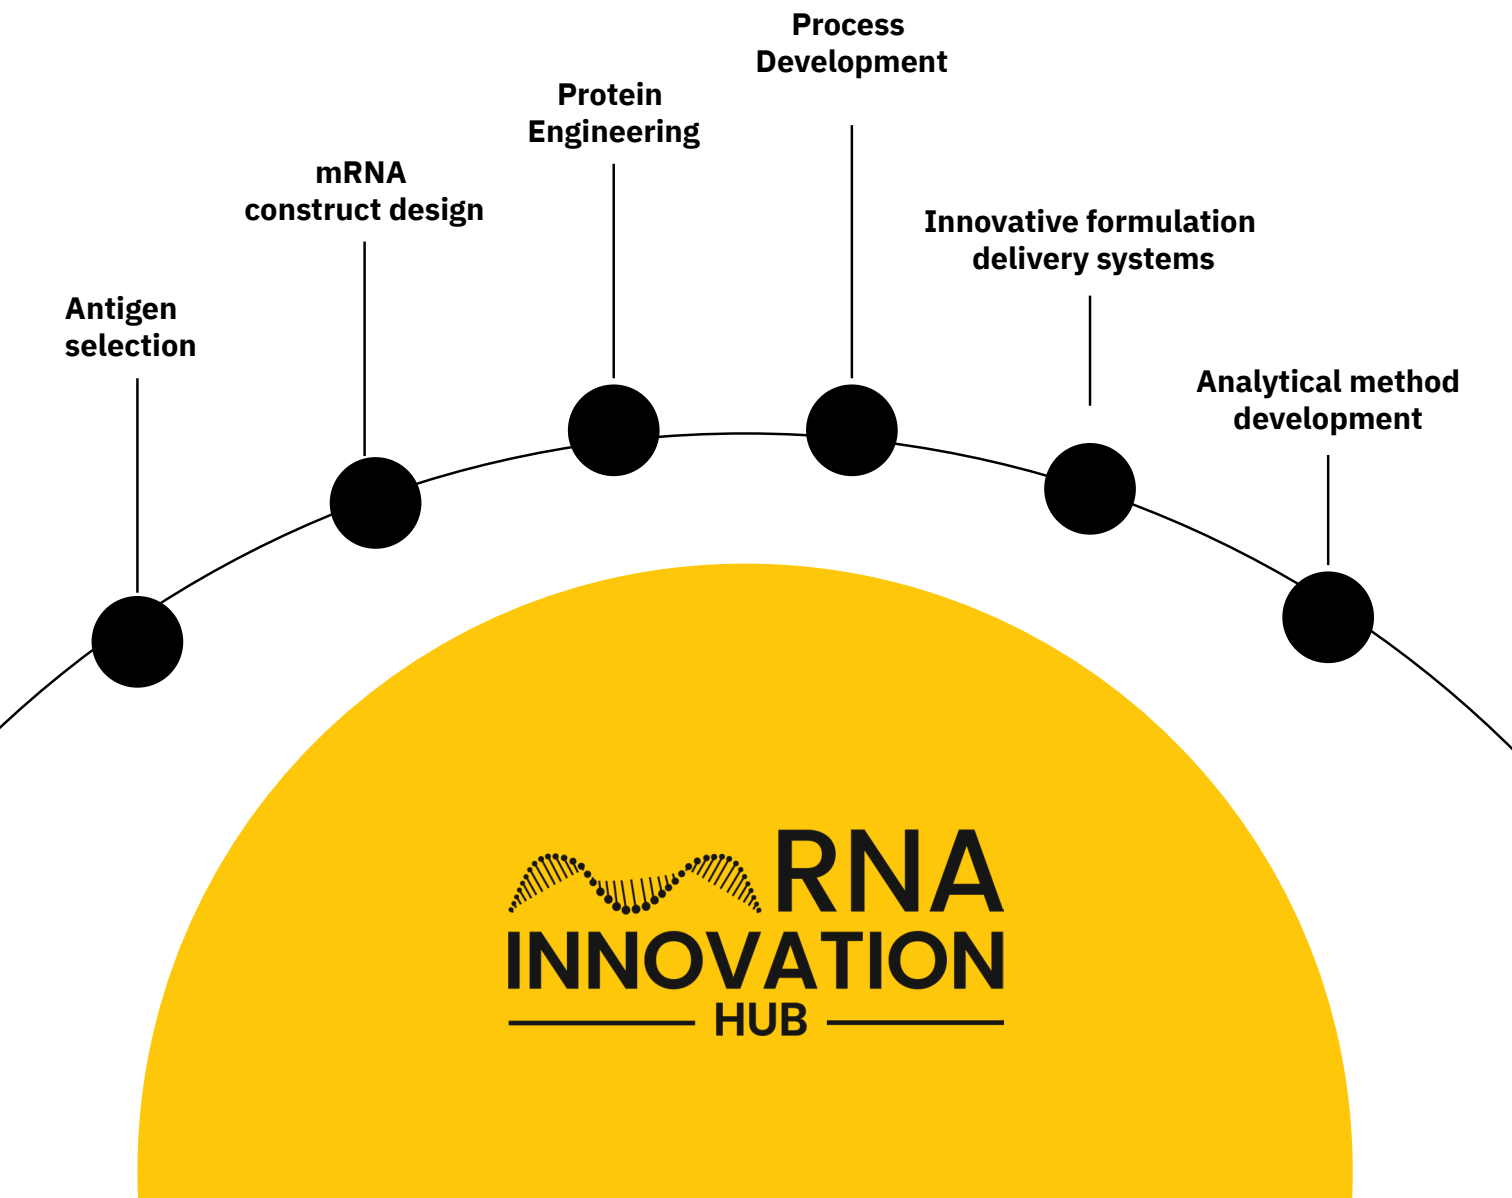 Process
Development
Protein
Engineering
mRNA
construct design
Innovative formulation
delivery systems
Antigen
selection
Analytical method
development
RNA
INNOVATION
HUB